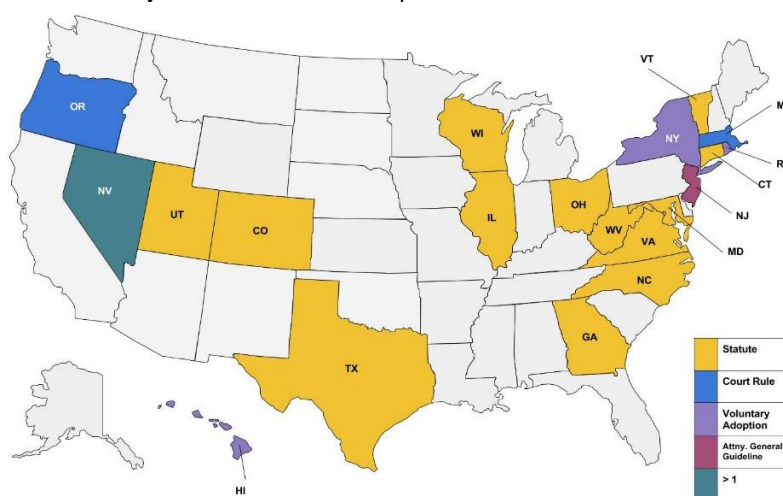 VT
M
WI
NY
OR
R
CT
NV
OH
IL
NJ
UT
WV
CO
VA
MD
NC
GA
TX
HI
Statute
Court Rule
Voluntary
Adoption
Attny. General
Guideline
> 1